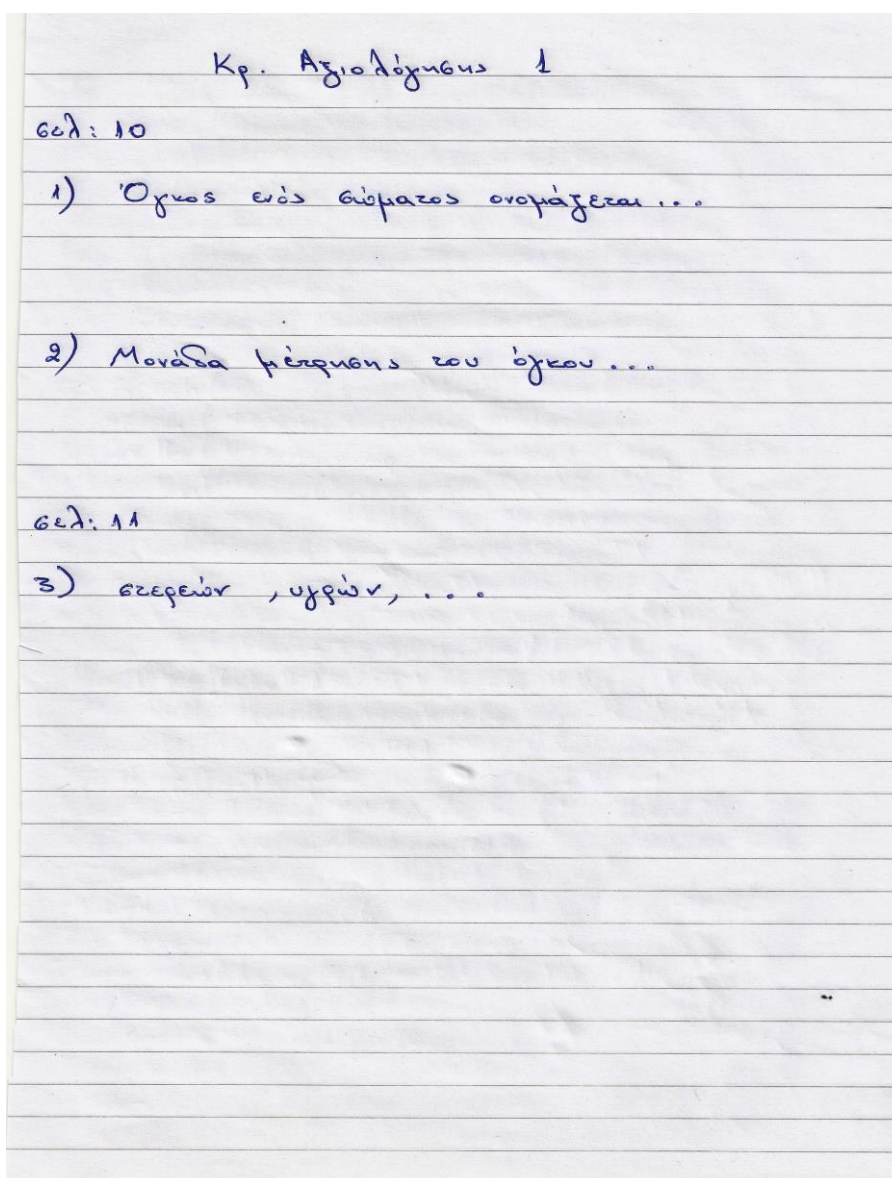 Κρ. Αξιολόγησης 1
σελ: 10
1) Όγκος ενός σώματος ονομάζεται...
2) Μονάδα μέτρησης του όγκου...
σελ: 11
3) στερεών, υγρών, ...